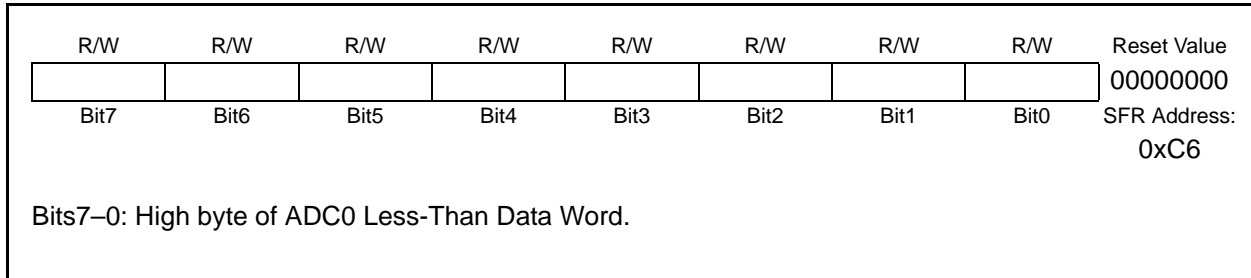 R/W R/W R/W R/W R/W R/W R/W R/W Reset Value
00000000
Bit7 Bit6 Bit5 Bit4 Bit3 Bit2 Bit1 Bit0 SFR Address:
0xC6
Bits7–0: High byte of ADC0 Less-Than Data Word.